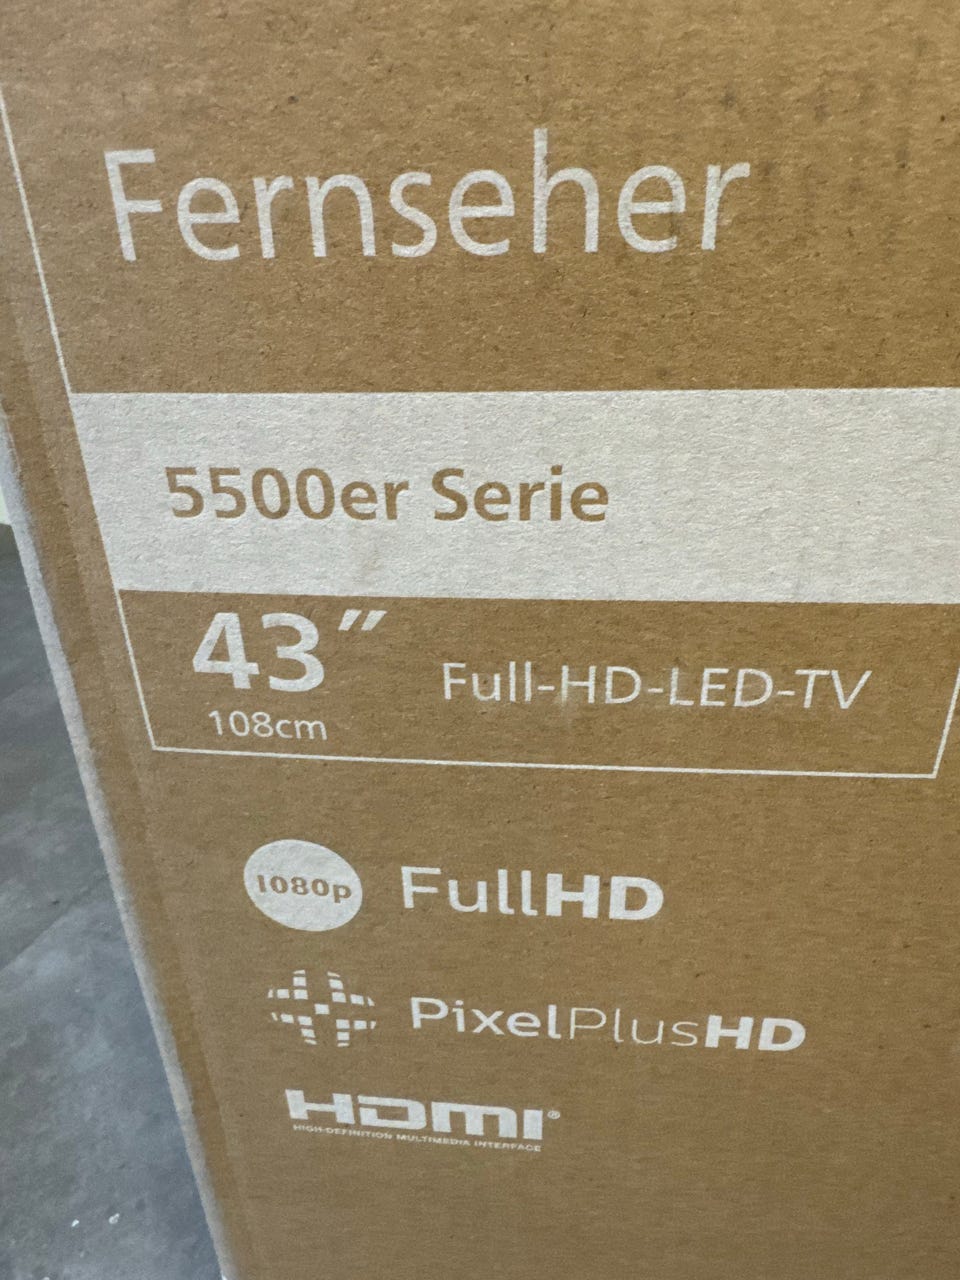 Fernseher
5500er Serie
43″
108cm
Full-HD-LED-TV
1080p
FullHD
PixelPlusHD
HDMI®
HIGH-DEFINITION MULTIMEDIA INTERFACE